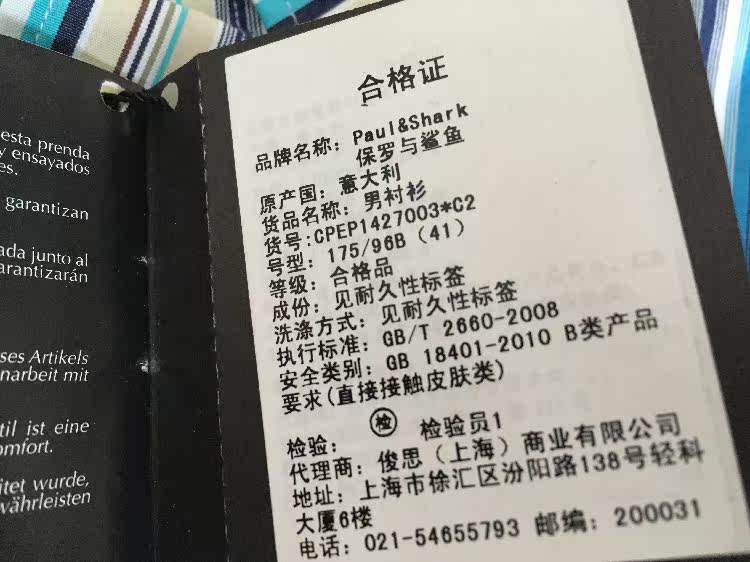 esta prenda
y ensayados
es.
garantizan
ada junto al
arantizarán
ses Artikels
narbeit mit
til ist eine
omfort.
itet wurde,
währleisten
合格证
品牌名称：Paul&Shark
保罗与鲨鱼
原产国：意大利
货品名称：男衬衫
货号:CPEP1427003*C2
号型：175/96B（41）
等级：合格品
成份：见耐久性标签
洗涤方式：见耐久性标签
执行标准：GB/T 2660-2008
安全类别：GB 18401-2010 B类产品
要求(直接接触皮肤类)
检验：㊓ 检验员1
代理商：俊思（上海）商业有限公司
地址：上海市徐汇区汾阳路138号轻科
大厦6楼
电话：021-54655793 邮编：200031